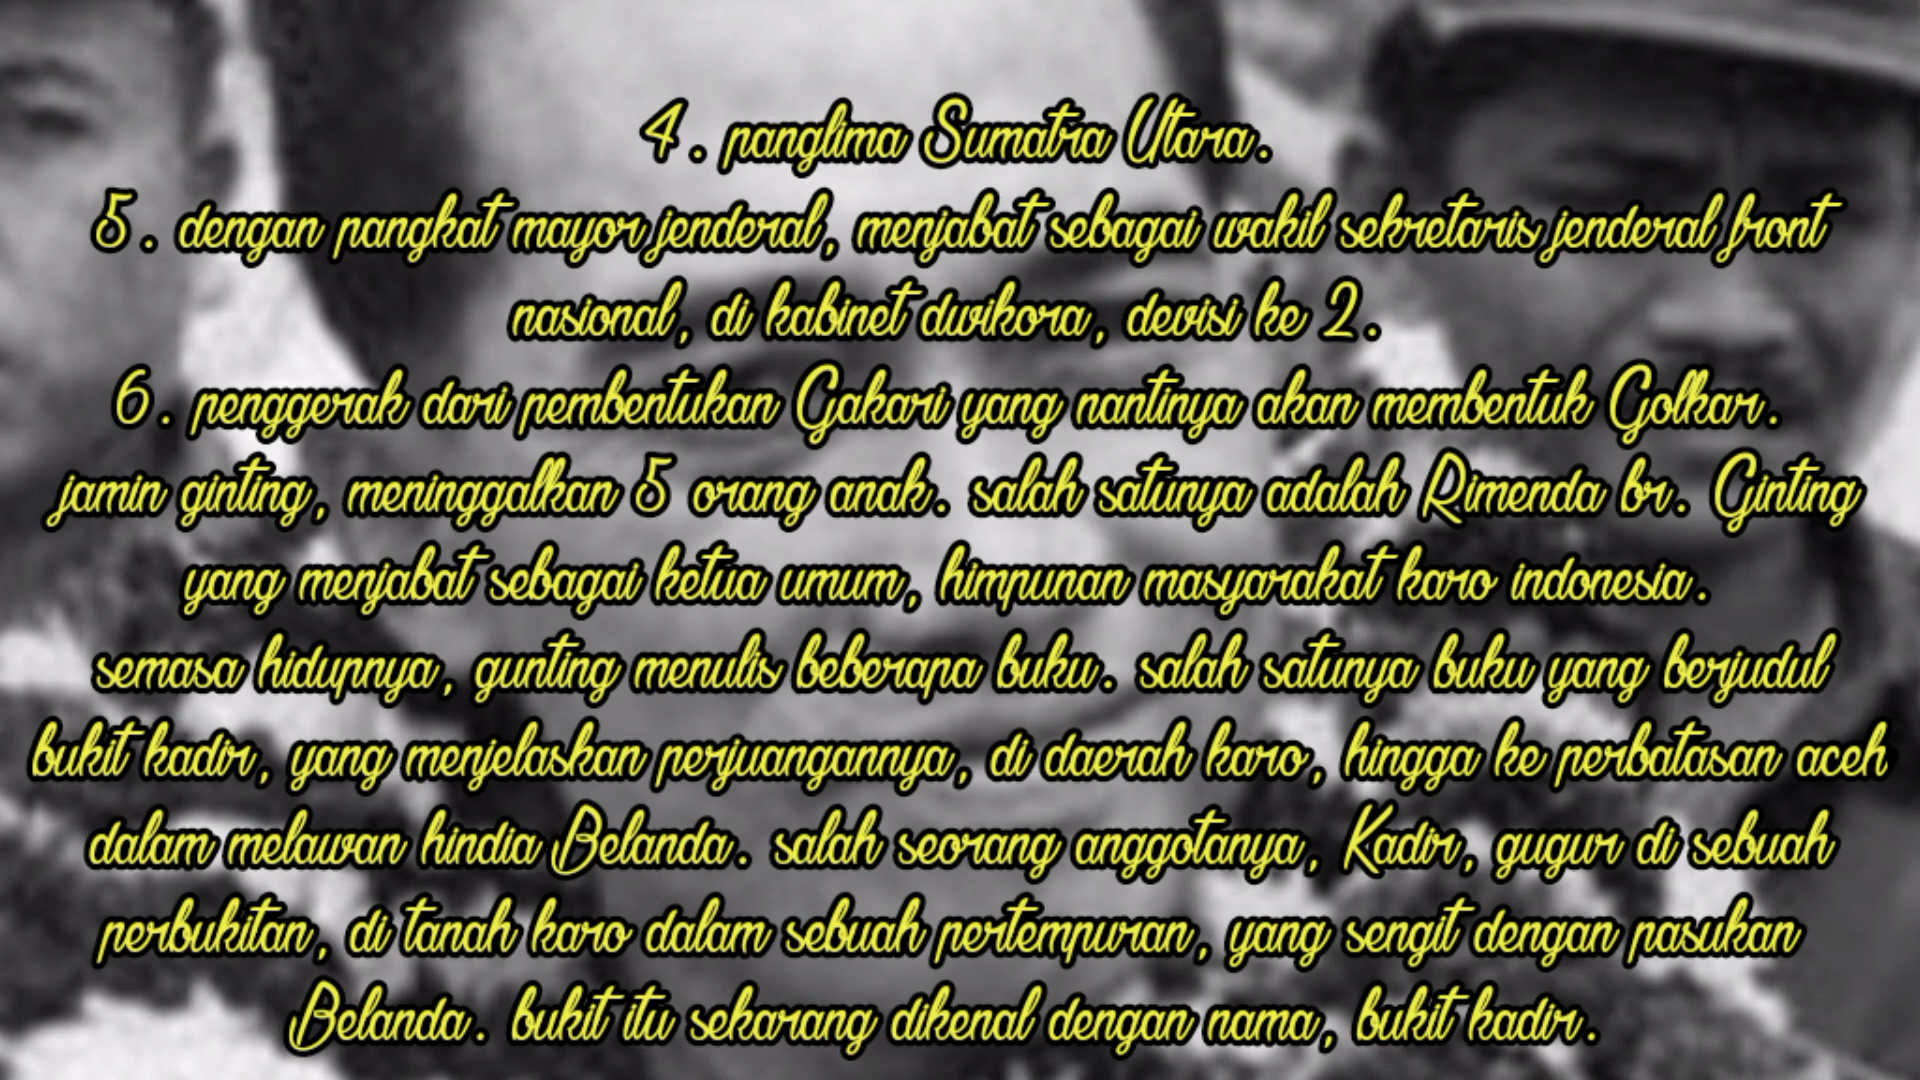 4. panglima Sumatra Utara.
5. dengan pangkat mayor jenderal, menjabat sebagai wakil sekretaris jenderal front
nasional, di kabinet dwikora, devisi ke 2.
6. penggerak dari pembentukan Gakari yang nantinya akan membentuk Golkar.
jamin ginting, meninggalkan 5 orang anak. salah satunya adalah Rimenda br. Ginting
yang menjabat sebagai ketua umum, himpunan masyarakat karo indonesia.
semasa hidupnya, gunting menulis beberapa buku. salah satunya buku yang berjudul
bukit kadir, yang menjelaskan perjuangannya, di daerah karo, hingga ke perbatasan aceh
dalam melawan hindia Belanda. salah seorang anggotanya, Kadir, gugur di sebuah
perbukitan, di tanah karo dalam sebuah pertempuran, yang sengit dengan pasukan
Belanda. bukit itu sekarang dikenal dengan nama, bukit kadir.